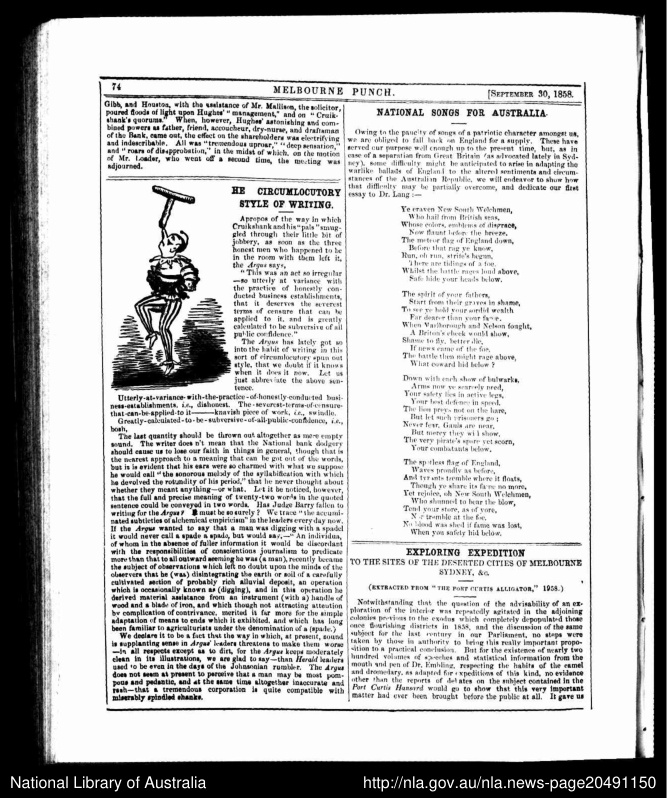 74
MELBOURNE PUNCH.
[SEPTEMBER 30, 1858.
Gibb, and Houston, with the assistance of Mr. Mallison, the solicitor,
poured floods of light upon Hughes' "management," and on "Cruik-
shank's quorums." When, however, Hughes' astonishing and com-
bined powers as father, friend, accoucheur, dry-nurse, and draftsman
of the Bank, came out, the effect on the shareholders was electrifying
and indescribable. All was "tremendous uproar," "deep sensation,"
and "roars of disapprobation," in the midst of which, on the motion
of Mr. Loader, who went off a second time, the meeting was
adjourned.
HE CIRCUMLOCUTORY
STYLE OF WRITING.
Apropos of the way in which
Cruikshank and his "pals" smug-
gled through their little bit of
jobbery, as soon as the three
honest men who happened to be
in the room with them left it,
the Argus says,
"This was an act so irregular
—so utterly at variance with
the practice of honestly con-
ducted business establishments,
that it deserves the severest
terms of censure that can be
applied to it, and is greatly
calculated to be subversive of all
public confidence."
The Argus has lately got so
into the habit of writing in this
sort of circumlocutory spun out
style, that we doubt if it knows
when it does it now. Let us
just abbreviate the above sen-
tence.
Utterly-at-variance-with-the-practice-of-honestly-conducted busi-
ness-establishments, i.e., dishonest. The-severest-terms-of-censure-
that-can-be-applied-to it——knavish piece of work, i.e., swindle.
Greatly-calculated-to-be-subversive-of-all-public-confidence, i.e.,
bosh.
The last quantity should be thrown out altogether as mere empty
sound. The writer does n't mean that the National bank dodgery
should cause us to lose our faith in things in general, though that is
the nearest approach to a meaning that can be got out of the words,
but is is evident that his ears were so charmed with what we suppose
he would call "the sonorous melody of the syllabification with which
he devolved the rotundity of his period," that he never thought about
whether they meant anything—or what. Let it be noticed, however,
that the full and precise meaning of twenty-two words in the quoted
sentence could be conveyed in two words. Has Judge Barry fallen to
writing for the Argus? It must be so surely? We trace "the accumi-
nated subtleties of alchemical empiricism" in the leaders every day now.
If the Argus wanted to say that a man was digging with a spade
it would never call a spade a spade, but would say,—"An individua,
of whom in the absence of fuller information it would be discordant
with the responsibilities of conscientious journalism to predicate
more than that to all outward seeming he was (a man), recently became
the subject of observations which left no doubt upon the minds of the
observers that he (was) disintegrating the earth or soil of a carefully
cultivated section of probably rich alluvial deposit, an operation
which is occasionally known as (digging), and in this operation he
derived material assistance from an instrument (with a) handle of
wood and a blade of iron, and which though not attracting attention
by complication of contrivance, merited it far more for the simple
adaptation of means to ends which it exhibited, and which has long
been familiar to agriculturists under the denomination of a (spade.)
We declare it to be a fact that the way in which, at present, sound
is supplanting sense in Argus' leaders threatens to make them worse
—in all respects except as to dirt, for the Argus keeps moderately
clean in its illustrations, we are glad to say—than Herald leaders
used to be even in the days of the Johnsonian rumbler. The Argus
does not seem at present to perceive that a man may be most pom-
pous and pedantic, and at the same time altogether inaccurate and
rash—that a tremendous corporation is quite compatible with
miserably spindled shanks.
NATIONAL SONGS FOR AUSTRALIA.
Owing to the paucity of songs of a patriotic character amongst us,
we are obliged to fall back on England for a supply. These have
served our purpose well enough up to the present time, but, as in
case of a separation from Great Britain (as advocated lately in Syd-
ney), some difficulty might be anticipated to arise in adapting the
warlike ballads of England to the altered sentiments and circum-
stances of the Australian Republic, we will endeavor to show how
that difficulty may be partially overcome, and dedicate our first
essay to Dr. Lang:—
Ye craven New South Welchmen,
Who hail from British seas,
Whose colors, emblems of disgrace,
Now flaunt before the breeze,
The meteor flag of England down,
Before that rag ye know,
Run, oh run, strife's begun,
There are tidings of a foe,
Whilst the battle rages loud above,
Safe hide your heads below.
The spirit of your fathers,
Start from their graves in shame,
To see ye hold your sordid wealth
Far dearer than your fame.
When Marlborough and Nelson fought,
A Briton's cheek would show,
Shame to fly, better die,
If news came of the foe,
The battle then might rage above,
What coward hid below?
Down with each show of bulwarks,
Arms now ye scarcely need,
Your safety lies in active legs,
Your best defence in speed.
The lion preys not on the hare,
But let such prisoners go;
Never fear, Gauls are near,
But mercy they will show,
The very pirate's spare yet scorn,
Your combatants below.
The spotless flag of England,
Waves proudly as before,
And tyrants tremble where it floats,
Though ye share its fame no more,
Yet rejoice, oh New South Welchmen,
Who shunned to hear the blow,
Tend your store, as of yore,
Nor tremble at the foe,
No blood was shed if fame was lost,
When you safely hid below.
EXPLORING EXPEDITION
TO THE SITES OF THE DESERTED CITIES OF MELBOURNE
SYDNEY, &c.
(EXTRACTED FROM "THE PORT CURTIS ALLIGATOR," 1958.)
Notwithstanding that the question of the advisability of an ex-
ploration of the interior was repeatedly agitated in the adjoining
colonies previous to the exodus which completely depopulated those
once flourishing districts in 1858, and the discussion of the same
subject for the last century in our Parliament, no steps were
taken by those in authority to bring this really important propo-
sition to a practical conclusion. But for the existence of nearly two
hundred volumes of speeches and statistical information from the
mouth and pen of Dr. Embling, respecting the habits of the camel
and dromedary, as adapted for expeditions of this kind, no evidence
other than the reports of debates on the subject contained in the
Port Curtis Hansard would go to show that this very important
matter had ever been brought before the public at all. It gave us
National Library of Australia
http://nla.gov.au/nla.news-page20491150